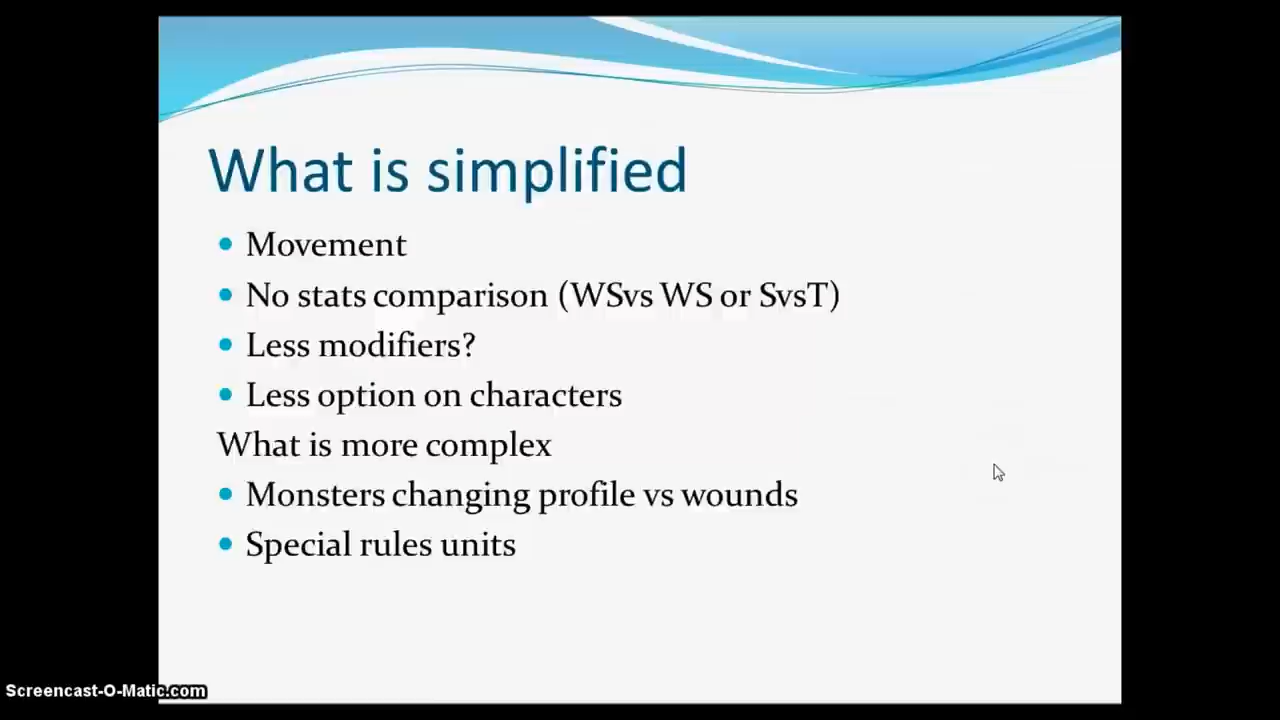 What is simplified
Movement
No stats comparison (WSvs WS or SvsT)
Less modifiers?
Less option on characters
What is more complex
Monsters changing profile vs wounds
Special rules units
Screencast-O-Matic.com